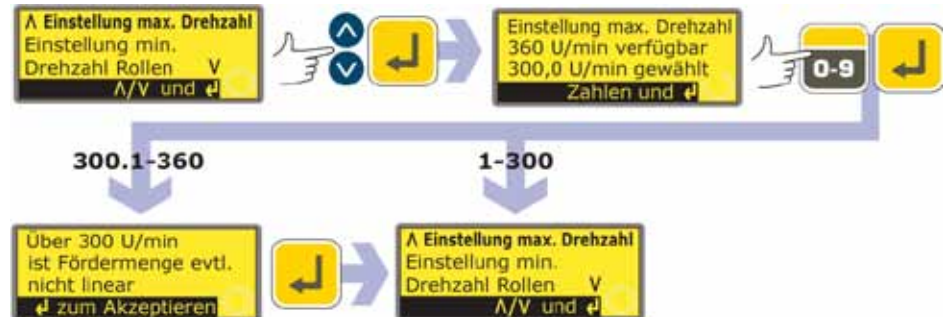 Λ Einstellung max. Drehzahl
Einstellung min.
Drehzahl Rollen V
Λ/V und ↵
Einstellung max. Drehzahl
360 U/min verfügbar
300,0 U/min gewählt
Zahlen und ↵
0-9
300.1-360
1-300
Über 300 U/min
ist Fördermenge evtl.
nicht linear
↵ zum Akzeptieren
Λ Einstellung max. Drehzahl
Einstellung min.
Drehzahl Rollen V
Λ/V und ↵